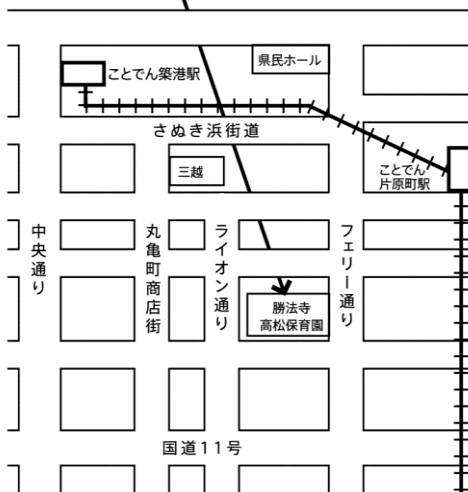 県民ホール
ことでん築港駅
さぬき浜街道
三越
ことでん
片原町駅
中央通り
丸亀町商店街
ライオン通り
フェリー通り
勝法寺
高松保育園
国道11号